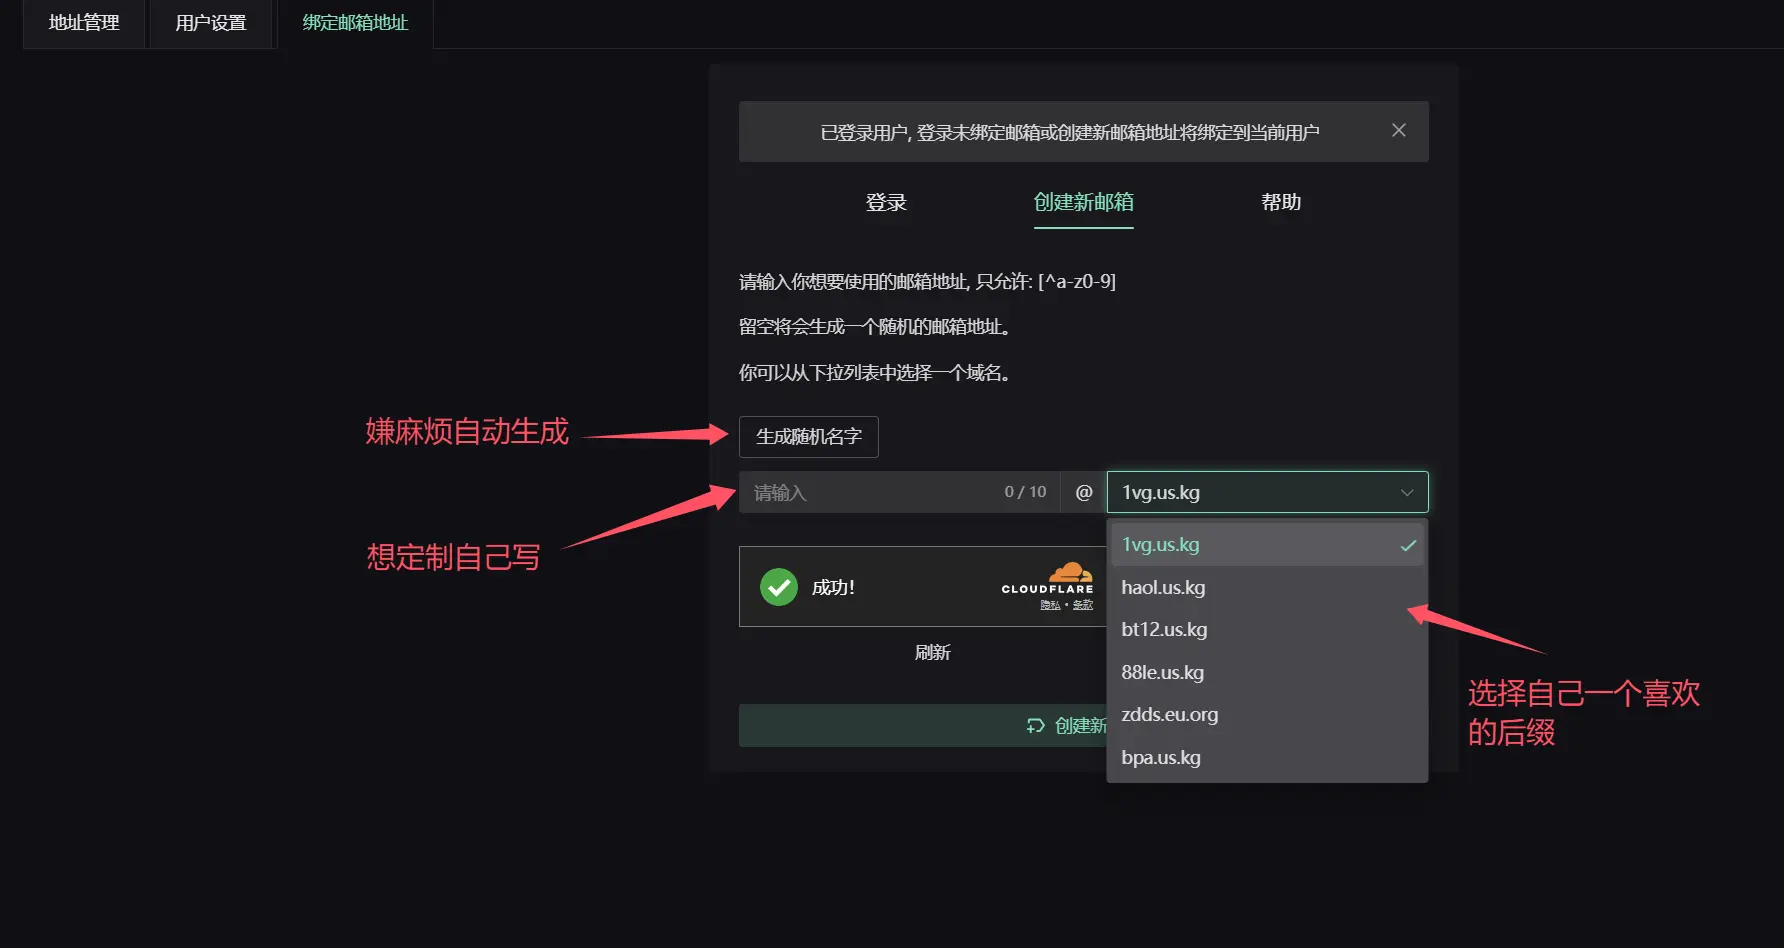 地址管理
用户设置
绑定邮箱地址
已登录用户, 登录未绑定邮箱或创建新邮箱地址将绑定到当前用户
登录
创建新邮箱
帮助
请输入你想要使用的邮箱地址, 只允许: [^a-z0-9]
留空将会生成一个随机的邮箱地址。
你可以从下拉列表中选择一个域名。
嫌麻烦自动生成
生成随机名字
请输入
0 / 10
@
1vg.us.kg
想定制自己写
成功!
CLOUDFLARE
隐私 • 条款
刷新
创建新
1vg.us.kg
haol.us.kg
bt12.us.kg
88le.us.kg
zdds.eu.org
bpa.us.kg
选择自己一个喜欢
的后缀